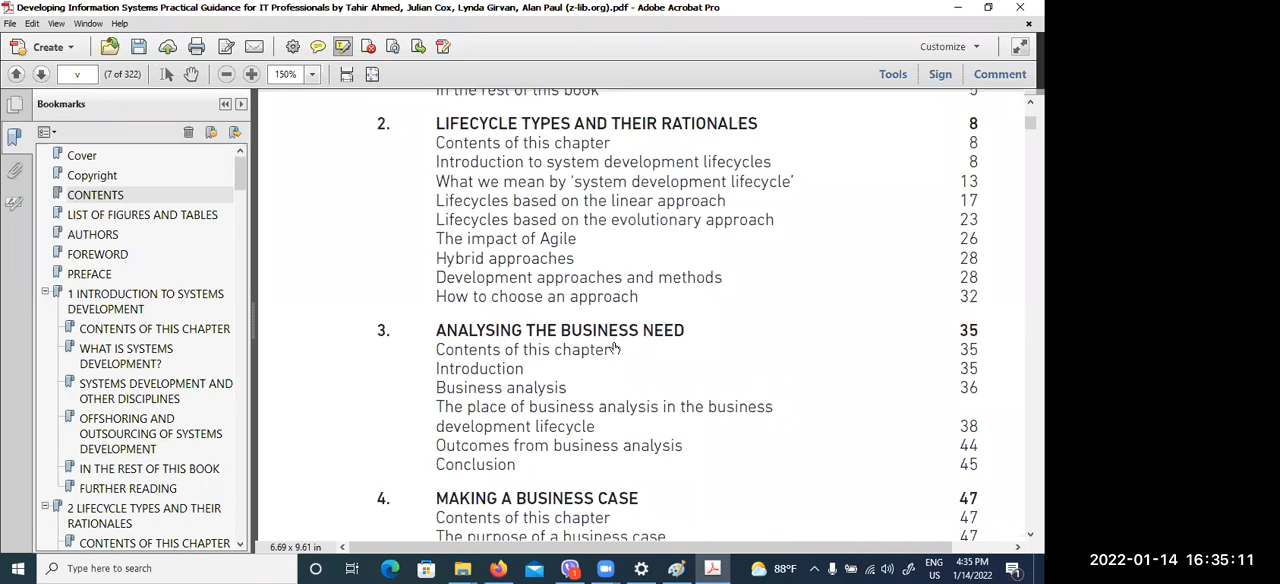 Developing Information Systems Practical Guidance for IT Professionals by Tahir Ahmed, Julian Cox, Lynda Girvan, Alan Paul (z-lib.org).pdf - Adobe Acrobat Pro
File Edit View Window Help
Create
Customize
v (7 of 322) 150% Tools Sign Comment
Bookmarks
Cover
Copyright
CONTENTS
LIST OF FIGURES AND TABLES
AUTHORS
FOREWORD
PREFACE
1 INTRODUCTION TO SYSTEMS
DEVELOPMENT
CONTENTS OF THIS CHAPTER
WHAT IS SYSTEMS
DEVELOPMENT?
SYSTEMS DEVELOPMENT AND
OTHER DISCIPLINES
OFFSHORING AND
OUTSOURCING OF SYSTEMS
DEVELOPMENT
IN THE REST OF THIS BOOK
FURTHER READING
2 LIFECYCLE TYPES AND THEIR
RATIONALES
CONTENTS OF THIS CHAPTER
In the rest of this book 5
2. LIFECYCLE TYPES AND THEIR RATIONALES 8
Contents of this chapter 8
Introduction to system development lifecycles 8
What we mean by ‘system development lifecycle’ 13
Lifecycles based on the linear approach 17
Lifecycles based on the evolutionary approach 23
The impact of Agile 26
Hybrid approaches 28
Development approaches and methods 28
How to choose an approach 32
3. ANALYSING THE BUSINESS NEED 35
Contents of this chapter 35
Introduction 35
Business analysis 36
The place of business analysis in the business
development lifecycle 38
Outcomes from business analysis 44
Conclusion 45
4. MAKING A BUSINESS CASE 47
Contents of this chapter 47
The purpose of a business case 47
6.69 x 9.61 in
Type here to search
88°F
ENG
US
4:35 PM
1/14/2022
2022-01-14 16:35:11